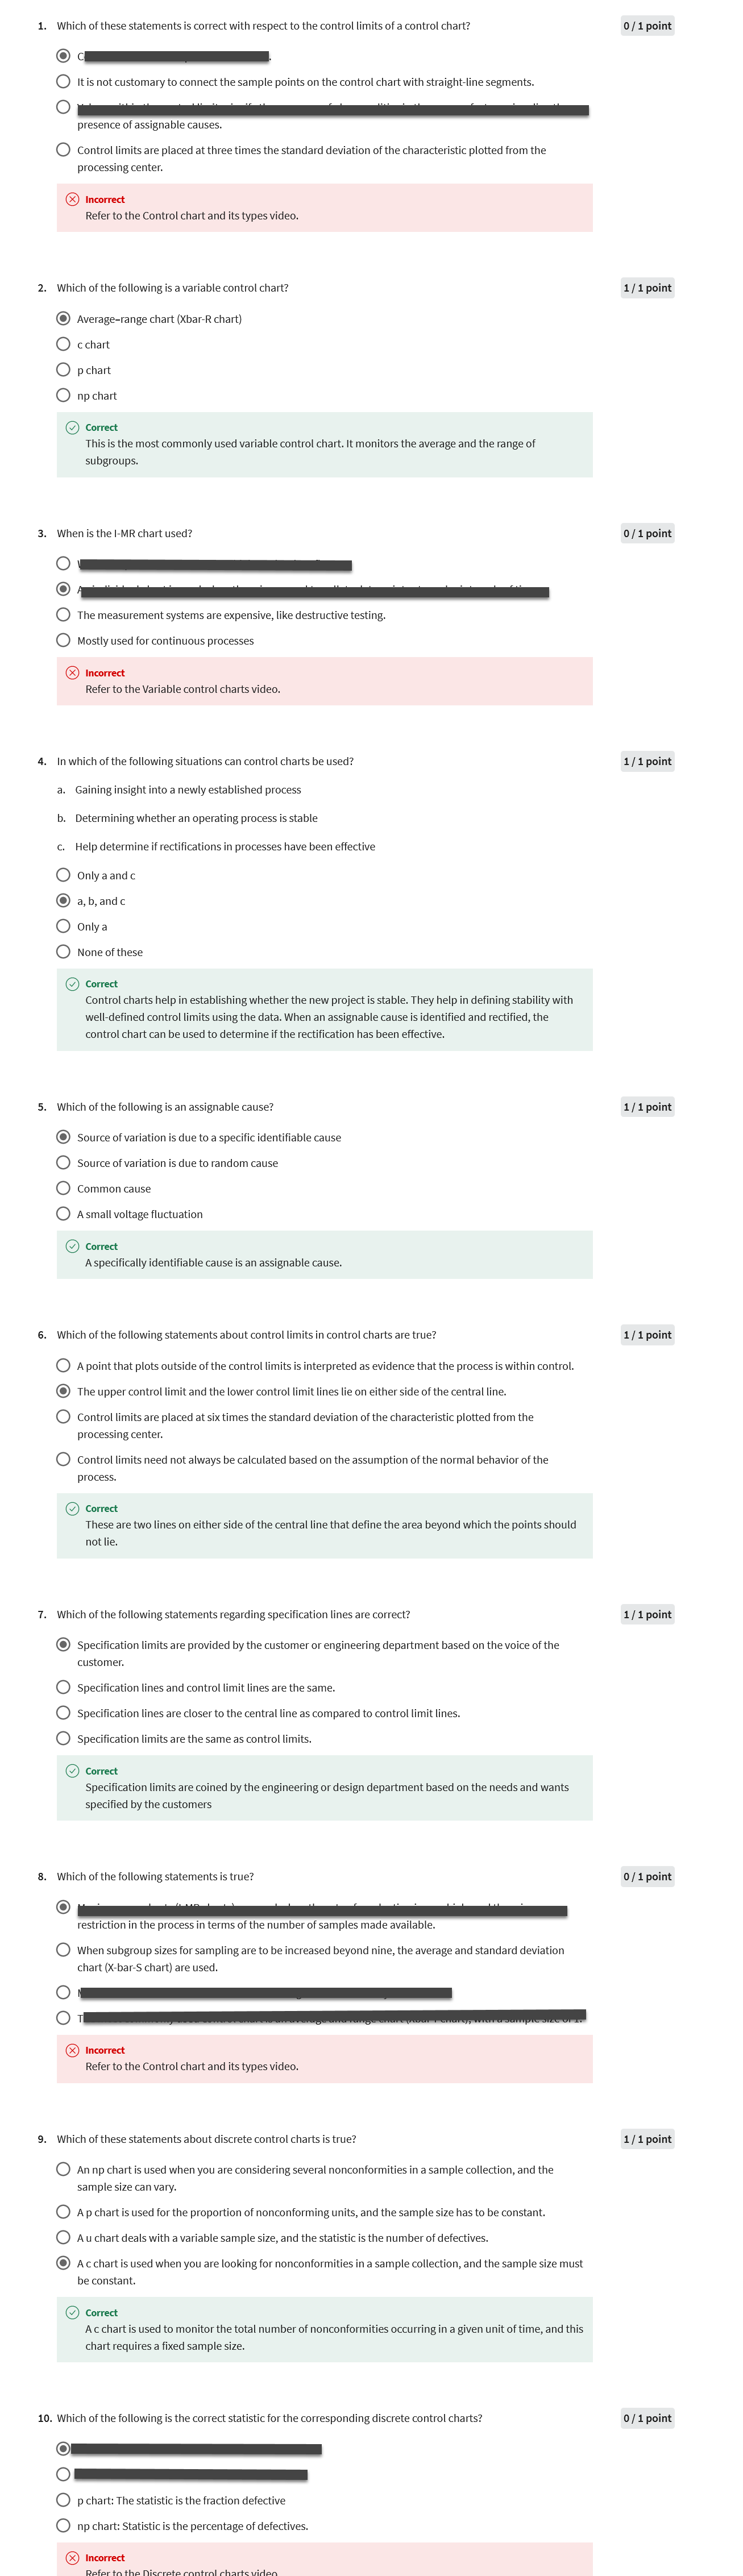 1. Which of these statements is correct with respect to the control limits of a control chart?
0 / 1 point
It is not customary to connect the sample points on the control chart with straight-line segments.
presence of assignable causes.
Control limits are placed at three times the standard deviation of the characteristic plotted from the
processing center.
Incorrect
Refer to the Control chart and its types video.
2. Which of the following is a variable control chart?
1 / 1 point
Average–range chart (Xbar-R chart)
c chart
p chart
np chart
Correct
This is the most commonly used variable control chart. It monitors the average and the range of
subgroups.
3. When is the I-MR chart used?
0 / 1 point
The measurement systems are expensive, like destructive testing.
Mostly used for continuous processes
Incorrect
Refer to the Variable control charts video.
4. In which of the following situations can control charts be used?
1 / 1 point
a. Gaining insight into a newly established process
b. Determining whether an operating process is stable
c. Help determine if rectifications in processes have been effective
Only a and c
a, b, and c
Only a
None of these
Correct
Control charts help in establishing whether the new project is stable. They help in defining stability with
well-defined control limits using the data. When an assignable cause is identified and rectified, the
control chart can be used to determine if the rectification has been effective.
5. Which of the following is an assignable cause?
1 / 1 point
Source of variation is due to a specific identifiable cause
Source of variation is due to random cause
Common cause
A small voltage fluctuation
Correct
A specifically identifiable cause is an assignable cause.
6. Which of the following statements about control limits in control charts are true?
1 / 1 point
A point that plots outside of the control limits is interpreted as evidence that the process is within control.
The upper control limit and the lower control limit lines lie on either side of the central line.
Control limits are placed at six times the standard deviation of the characteristic plotted from the
processing center.
Control limits need not always be calculated based on the assumption of the normal behavior of the
process.
Correct
These are two lines on either side of the central line that define the area beyond which the points should
not lie.
7. Which of the following statements regarding specification lines are correct?
1 / 1 point
Specification limits are provided by the customer or engineering department based on the voice of the
customer.
Specification lines and control limit lines are the same.
Specification lines are closer to the central line as compared to control limit lines.
Specification limits are the same as control limits.
Correct
Specification limits are coined by the engineering or design department based on the needs and wants
specified by the customers
8. Which of the following statements is true?
0 / 1 point
restriction in the process in terms of the number of samples made available.
When subgroup sizes for sampling are to be increased beyond nine, the average and standard deviation
chart (X-bar-S chart) are used.
Incorrect
Refer to the Control chart and its types video.
9. Which of these statements about discrete control charts is true?
1 / 1 point
An np chart is used when you are considering several nonconformities in a sample collection, and the
sample size can vary.
A p chart is used for the proportion of nonconforming units, and the sample size has to be constant.
A u chart deals with a variable sample size, and the statistic is the number of defectives.
A c chart is used when you are looking for nonconformities in a sample collection, and the sample size must
be constant.
Correct
A c chart is used to monitor the total number of nonconformities occurring in a given unit of time, and this
chart requires a fixed sample size.
10. Which of the following is the correct statistic for the corresponding discrete control charts?
0 / 1 point
p chart: The statistic is the fraction defective
np chart: Statistic is the percentage of defectives.
Incorrect
Refer to the Discrete control charts video